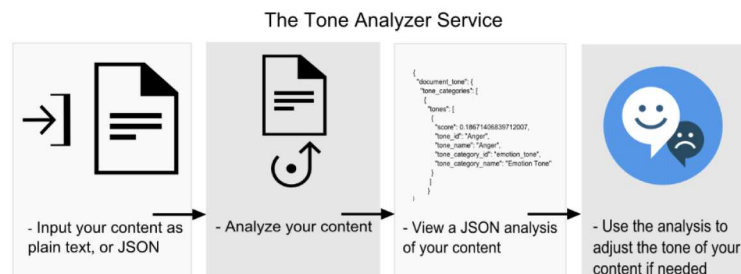 The Tone Analyzer Service
- Input your content as
plain text, or JSON
- Analyze your content
{
"document_tone": {
"tone_categories": [
{
"tones": [
{
"score": 0.18671406839712007,
"tone_id": "Anger",
"tone_name": "Anger",
"tone_category_id": "emotion_tone",
"tone_category_name": "Emotion Tone"
}
]
}
}
- View a JSON analysis
of your content
- Use the analysis to
adjust the tone of your
content if needed